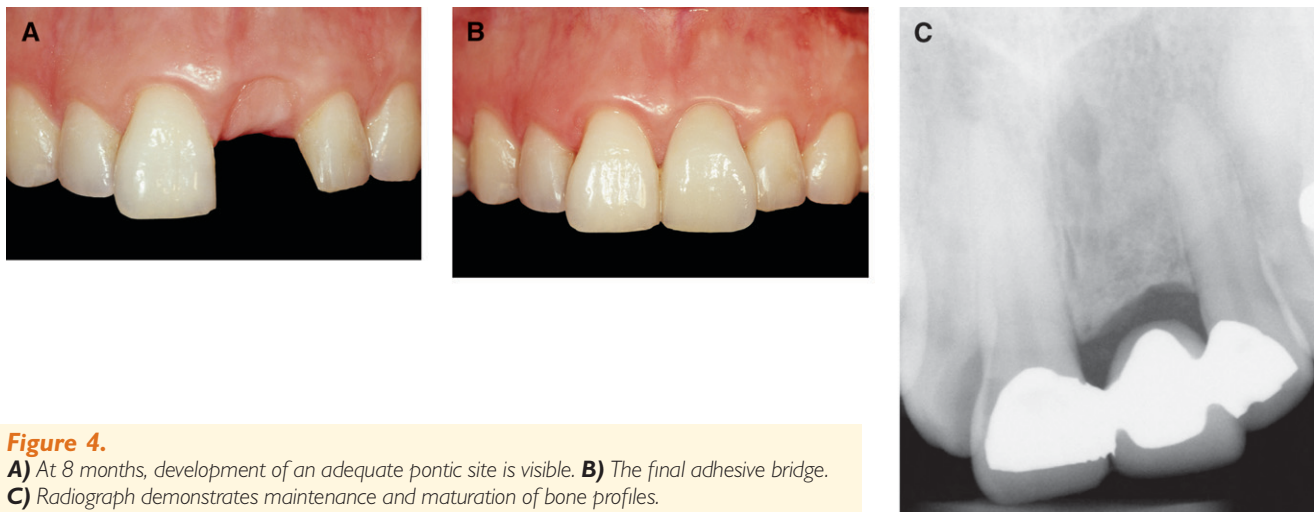 A
B
C
Figure 4.
A) At 8 months, development of an adequate pontic site is visible. B) The final adhesive bridge.
C) Radiograph demonstrates maintenance and maturation of bone profiles.